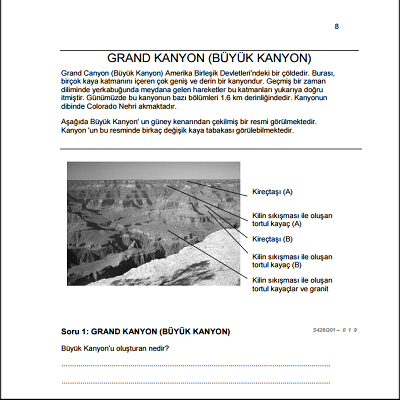 8
GRAND KANYON (BÜYÜK KANYON)
Grand Canyon (Büyük Kanyon) Amerika Birleşik Devletleri'ndeki bir çöldedir. Burası,
birçok kaya katmanını içeren çok geniş ve derin bir kanyondur. Geçmiş bir zaman
diliminde yerkabuğunda meydana gelen hareketler bu katmanları yukarıya doğru
itmiştir. Günümüzde bu kanyonun bazı bölümleri 1.6 km derinliğindedir. Kanyonun
dibinde Colorado Nehri akmaktadır.
Aşağıda Büyük Kanyon' un güney kenarından çekilmiş bir resmi görülmektedir.
Kanyon 'un bu resminde birkaç değişik kaya tabakası görülebilmektedir.
Kireçtaşı (A)
Kilin sıkışması ile oluşan
tortul kayaç (A)
Kireçtaşı (B)
Kilin sıkışması ile oluşan
tortul kayaç (B)
Kilin sıkışması ile oluşan
tortul kayaçlar ve granit
Soru 1: GRAND KANYON (BÜYÜK KANYON)
S426Q01 – 0 1 9
Büyük Kanyon'u oluşturan nedir?